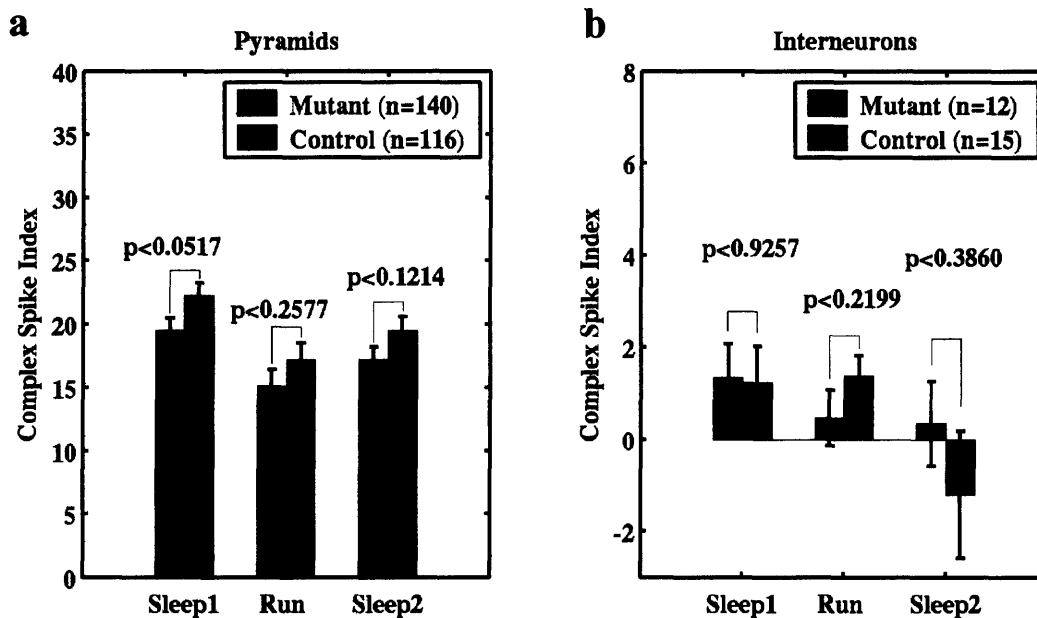 a
Pyramids
Complex Spike Index
40
35
30
25
20
15
10
5
0
Mutant (n=140)
Control (n=116)
p<0.0517
p<0.2577
p<0.1214
Sleep1 Run Sleep2
b
Interneurons
Complex Spike Index
8
6
4
2
0
-2
Mutant (n=12)
Control (n=15)
p<0.9257
p<0.2199
p<0.3860
Sleep1 Run Sleep2